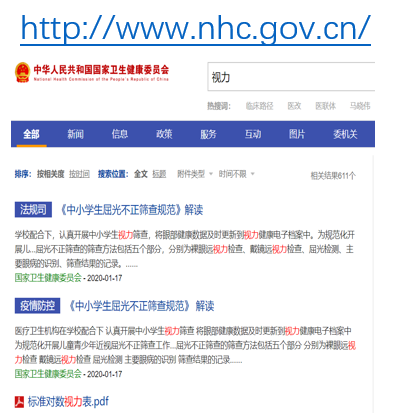 http://www.nhc.gov.cn/
中华人民共和国国家卫生健康委员会
National Health Commission of the People's Republic of China
视力
热搜词： 临床路径 医改 医联体 马晓伟
全部 新闻 信息 政策 服务 互动 图片 委机关
排序： 按相关度 按时间 搜索位置： 全文 标题 附件类型 时间不限 相关结果611个
法规司 《中小学生屈光不正筛查规范》解读
学校配合下，认真开展中小学生视力筛查，将眼部健康数据及时更新到视力健康电子档案中。为规范化开
展儿...屈光不正筛查的筛查方法包括五个部分，分别为裸眼远视力检查、戴镜远视力检查、屈光检测、主
要眼病的识别、筛查结果的记录。......
国家卫生健康委员会 - 2020-01-17
疫情防控 《中小学生屈光不正筛查规范》 解读
医疗卫生机构在学校配合下 认真开展中小学生视力筛查 将眼部健康数据及时更新到视力健康电子档案中
为规范化开展儿童青少年近视屈光不正筛查工作...屈光不正筛查的筛查方法包括五个部分 分别为裸眼远视
力检查 戴镜远视力检查 屈光检测 主要眼病的识别 筛查结果的记录......
国家卫生健康委员会 - 2020-01-17
标准对数视力表.pdf